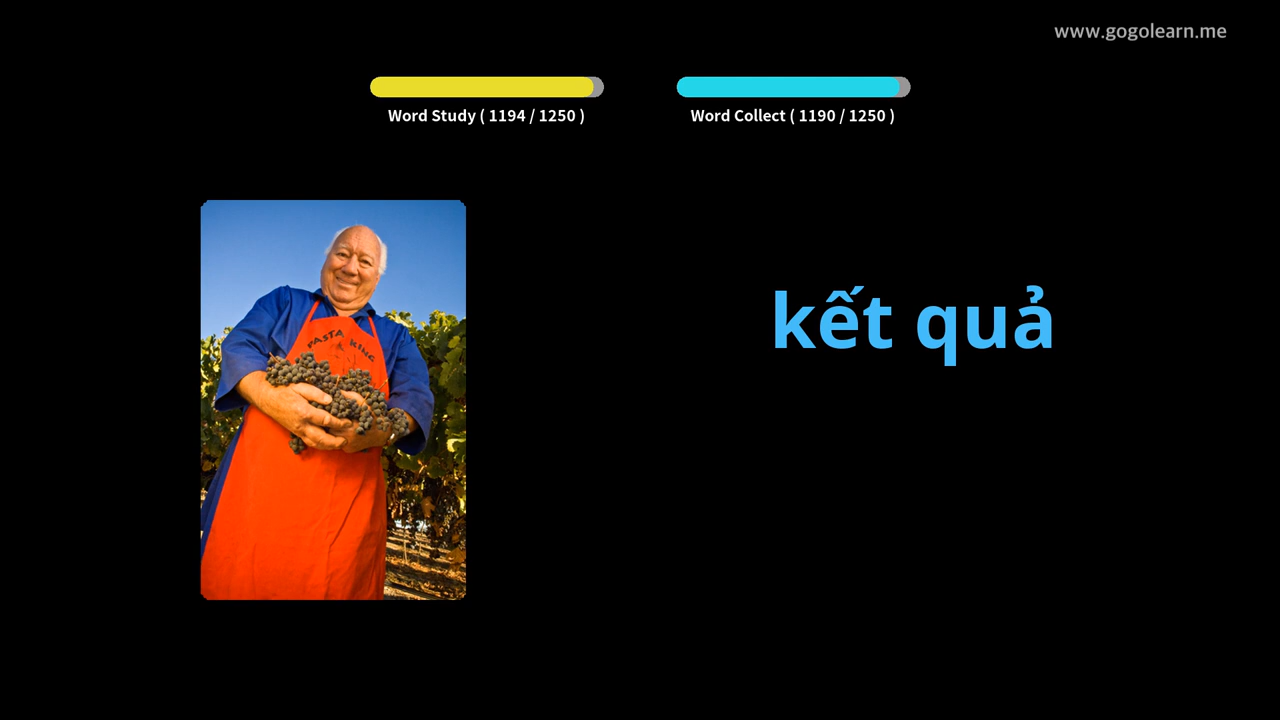 www.gogolearn.me
Word Study ( 1194 / 1250 )
Word Collect ( 1190 / 1250 )
PASTA KING
kết quả